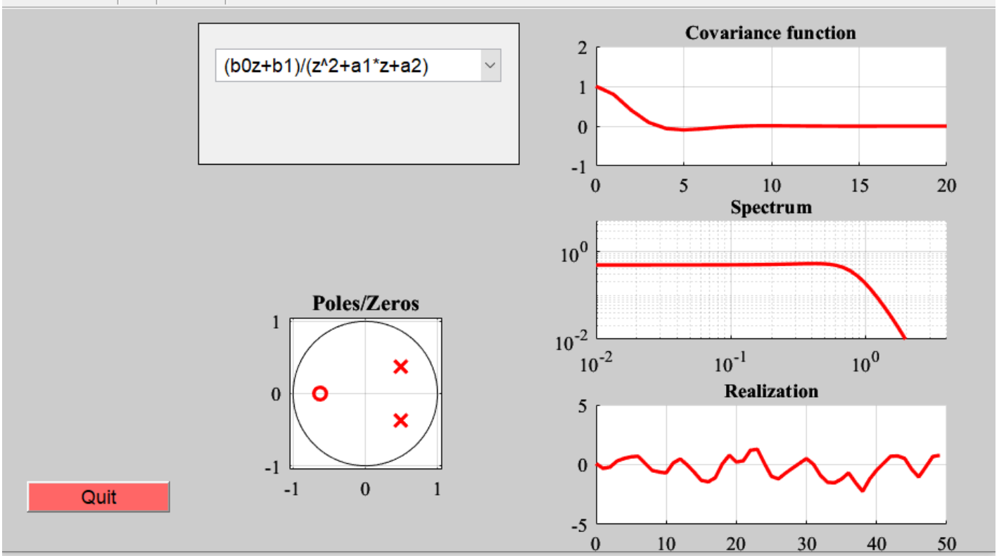 (b0z+b1)/(z^2+a1*z+a2)
Covariance function
2
1
0
-1
0 5 10 15 20
Spectrum
10^0
10^-2
10^-2 10^-1 10^0
Poles/Zeros
1
0
-1
-1 0 1
Realization
5
0
-5
0 10 20 30 40 50
Quit